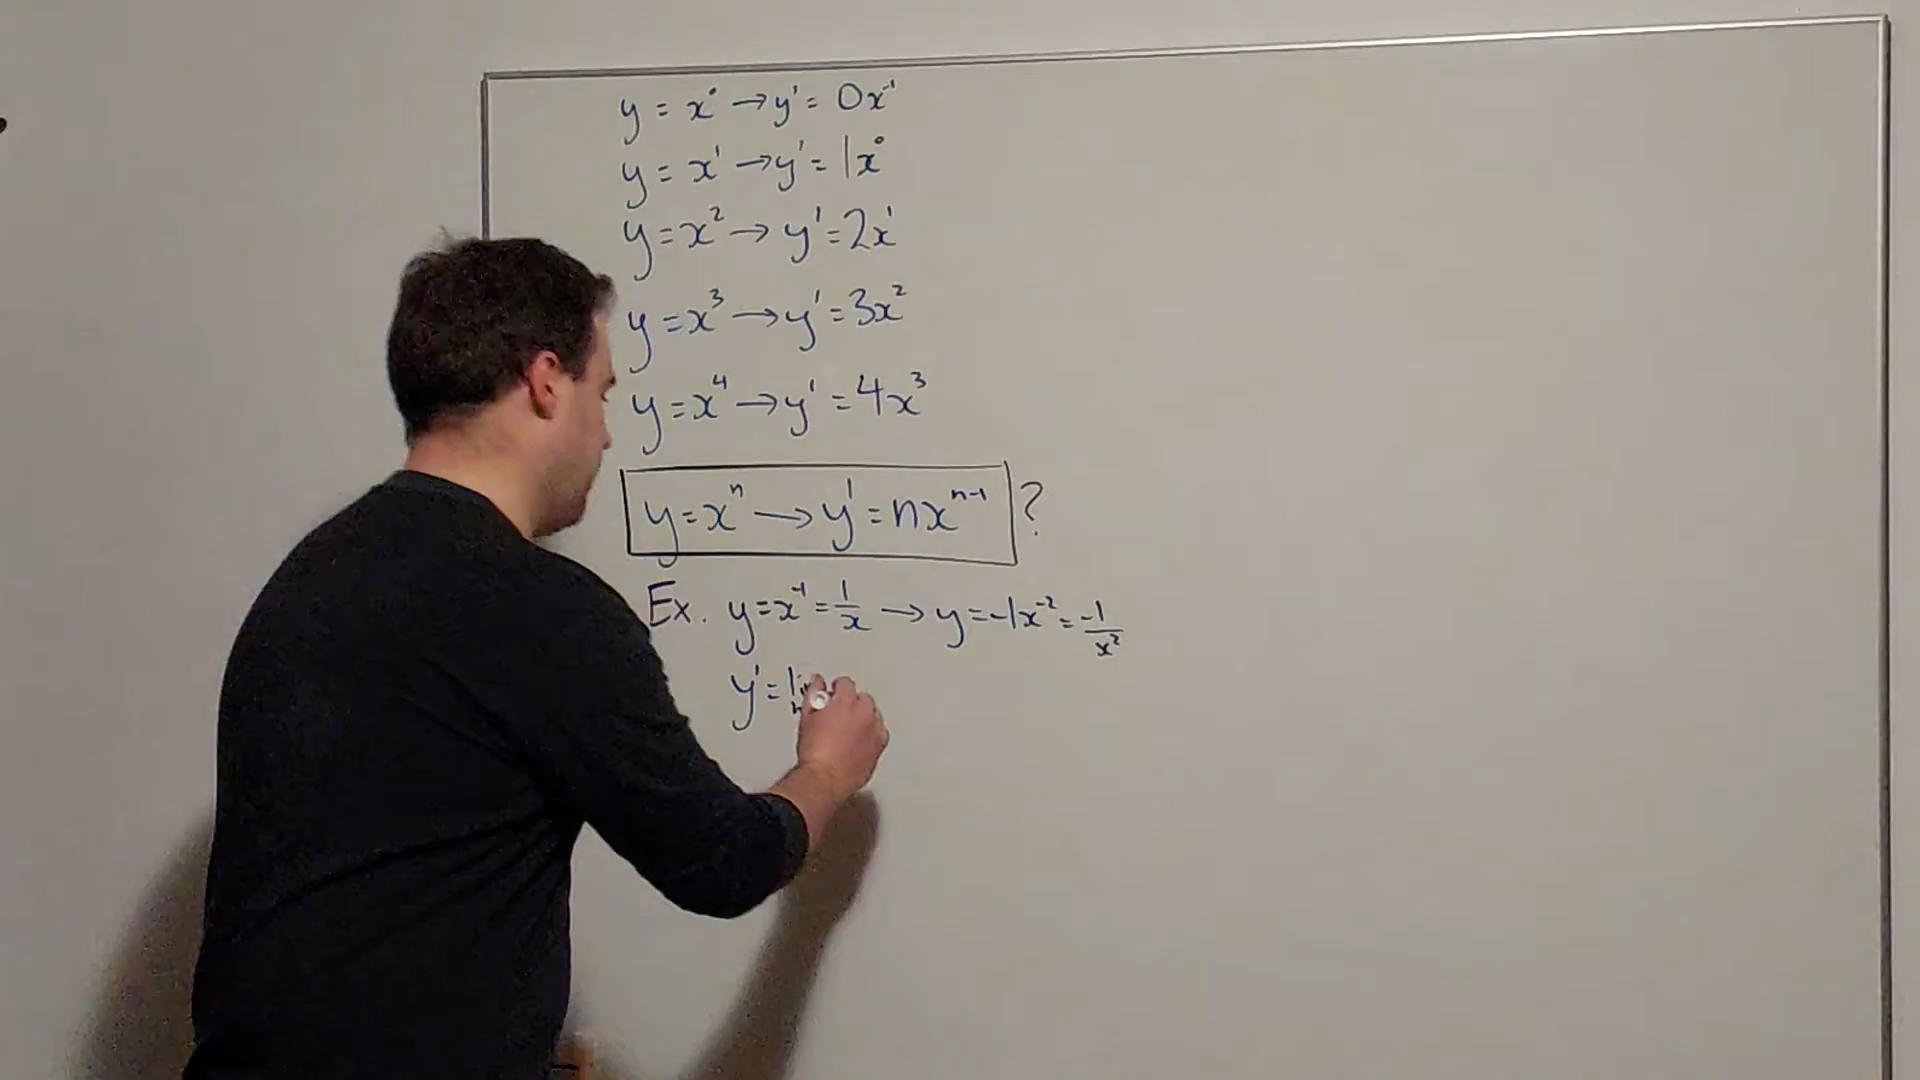 y = x⁰ → y' = 0x⁻¹
y = x¹ → y' = 1x⁰
y = x² → y' = 2x¹
y = x³ → y' = 3x²
y = x⁴ → y' = 4x³
y = xⁿ → y' = nxⁿ⁻¹ ?
Ex. y = x⁻¹ = 1/x → y = -1x⁻² = -1/x²
y' =